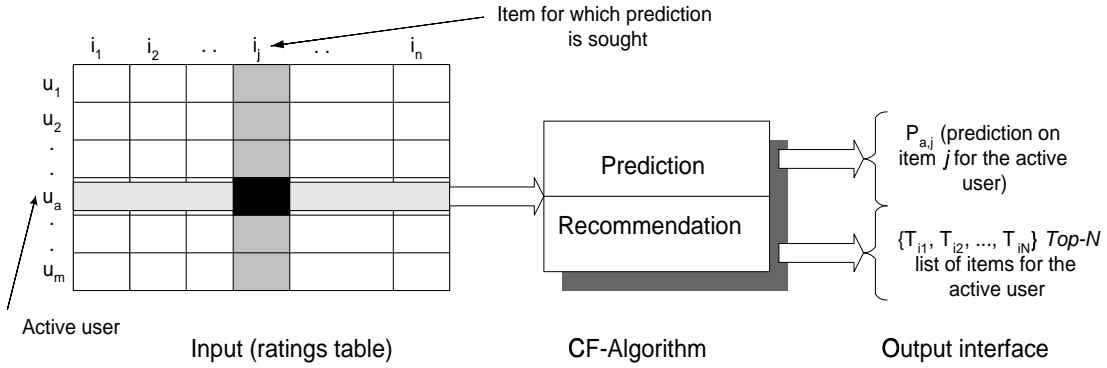 Item for which prediction
is sought
i1 i2 . . ij . . in
u1
u2
.
.
ua
.
.
um
Active user
Input (ratings table)
Prediction
Recommendation
CF-Algorithm
Pa,j (prediction on
item j for the active
user)
{Ti1, Ti2, ..., TiN} Top-N
list of items for the
active user
Output interface